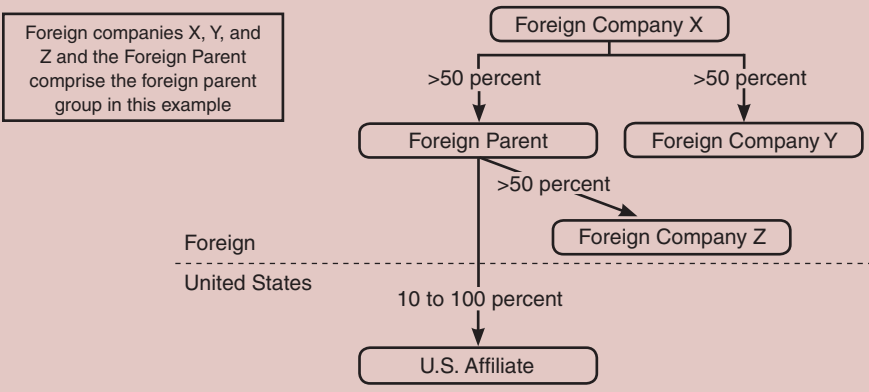 Foreign companies X, Y, and
Z and the Foreign Parent
comprise the foreign parent
group in this example
Foreign Company X
>50 percent
>50 percent
Foreign Parent
Foreign Company Y
>50 percent
Foreign Company Z
Foreign
United States
10 to 100 percent
U.S. Affiliate